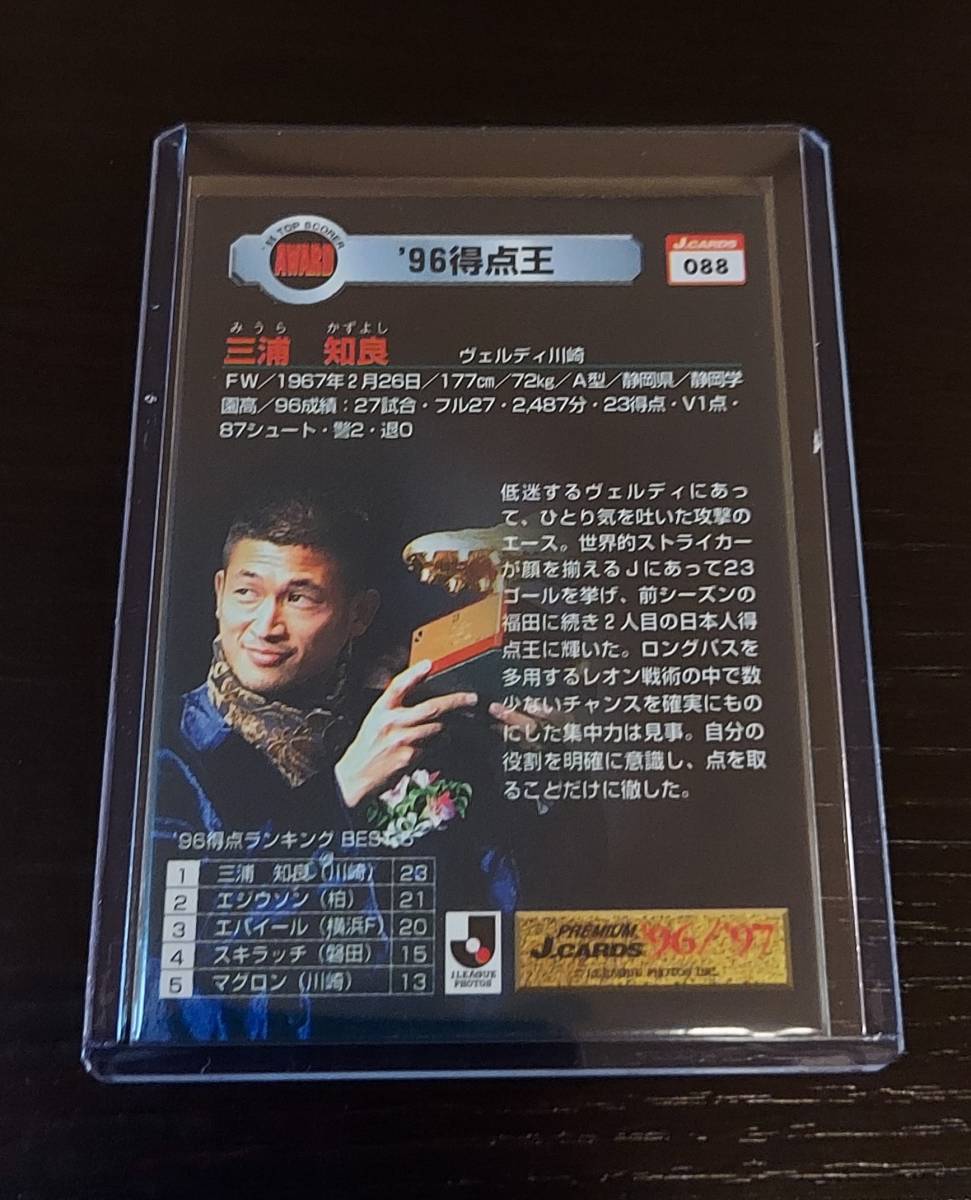 '96 TOP SCORER
AWARD
'96得点王
J.CARDS
088
みうら かずよし
三浦 知良 ヴェルディ川崎
FW/1967年2月26日/177cm/72kg/A型/静岡県/静岡学
園高/96成績:27試合・フル27・2,487分・23得点・V1点・
87シュート・警2・退0
低迷するヴェルディにあっ
て、ひとり気を吐いた攻撃の
エース。世界的ストライカー
が顔を揃えるJにあって23
ゴールを挙げ、前シーズンの
福田に続き2人目の日本人得
点王に輝いた。ロングパスを
多用するレオン戦術の中で数
少ないチャンスを確実にもの
にした集中力は見事。自分の
役割を明確に意識し、点を取
ることだけに徹した。
'96得点ランキング BEST 5
1 三浦 知良(川崎) 23
2 エジウソン(柏) 21
3 エバイール(横浜F) 20
4 スキラッチ(磐田) 15
5 マグロン(川崎) 13
J.LEAGUE
PHOTOS
PREMIUM
J.CARDS '96/'97
©J.LEAGUE PHOTOS INC.